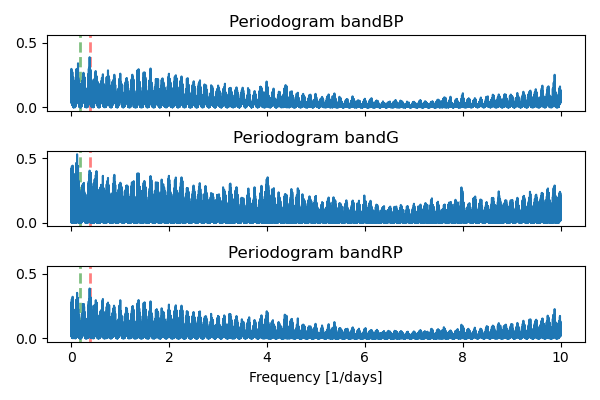 Periodogram bandBP
0.5
0.0
Periodogram bandG
0.5
0.0
Periodogram bandRP
0.5
0.0
0 2 4 6 8 10
Frequency [1/days]